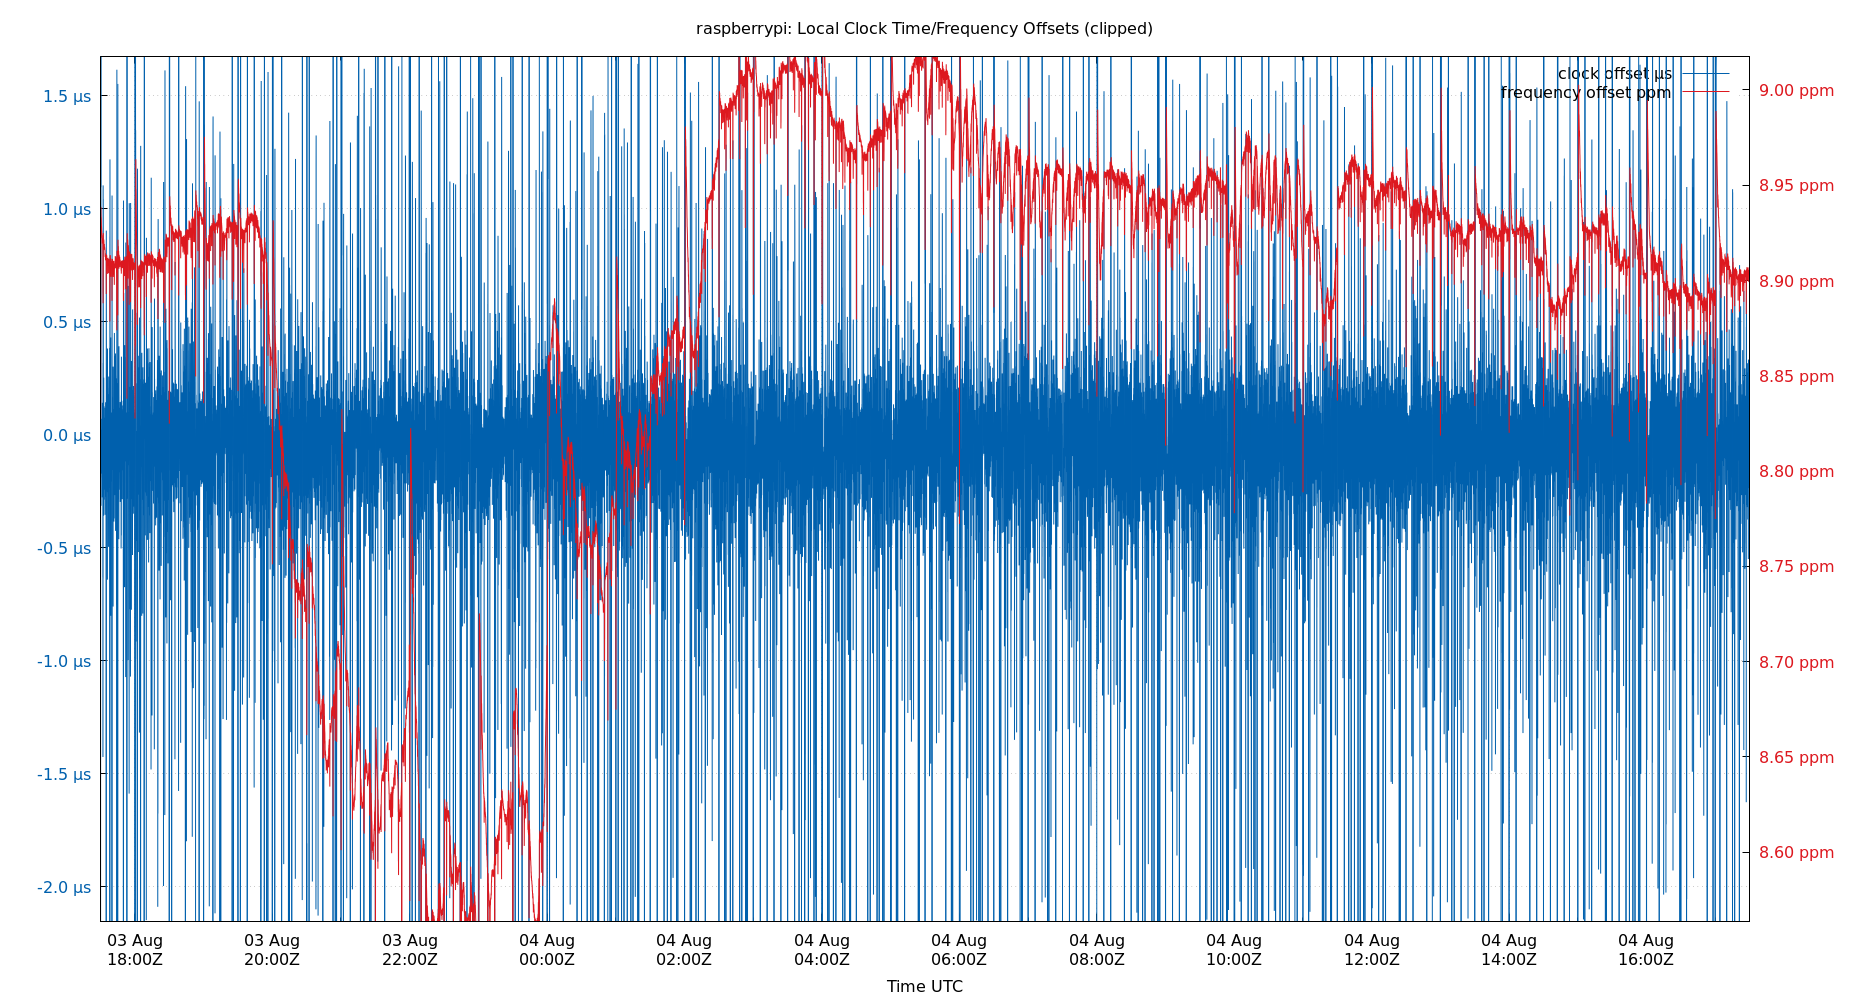 raspberrypi: Local Clock Time/Frequency Offsets (clipped)
clock offset µs
frequency offset ppm
1.5 µs
1.0 µs
0.5 µs
0.0 µs
-0.5 µs
-1.0 µs
-1.5 µs
-2.0 µs
9.00 ppm
8.95 ppm
8.90 ppm
8.85 ppm
8.80 ppm
8.75 ppm
8.70 ppm
8.65 ppm
8.60 ppm
03 Aug 03 Aug 03 Aug 04 Aug 04 Aug 04 Aug 04 Aug 04 Aug 04 Aug 04 Aug 04 Aug 04 Aug
18:00Z 20:00Z 22:00Z 00:00Z 02:00Z 04:00Z 06:00Z 08:00Z 10:00Z 12:00Z 14:00Z 16:00Z
Time UTC